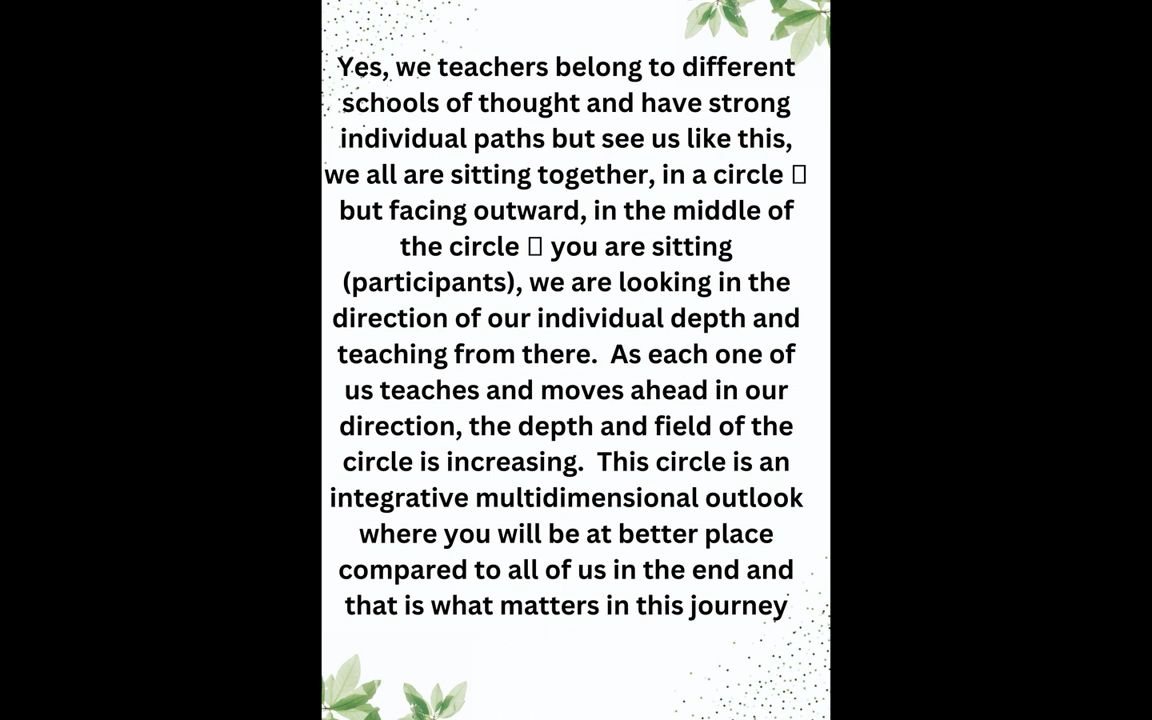 Yes, we teachers belong to different
schools of thought and have strong
individual paths but see us like this,
we all are sitting together, in a circle 
but facing outward, in the middle of
the circle  you are sitting
(participants), we are looking in the
direction of our individual depth and
teaching from there.  As each one of
us teaches and moves ahead in our
direction, the depth and field of the
circle is increasing.  This circle is an
integrative multidimensional outlook
where you will be at better place
compared to all of us in the end and
that is what matters in this journey